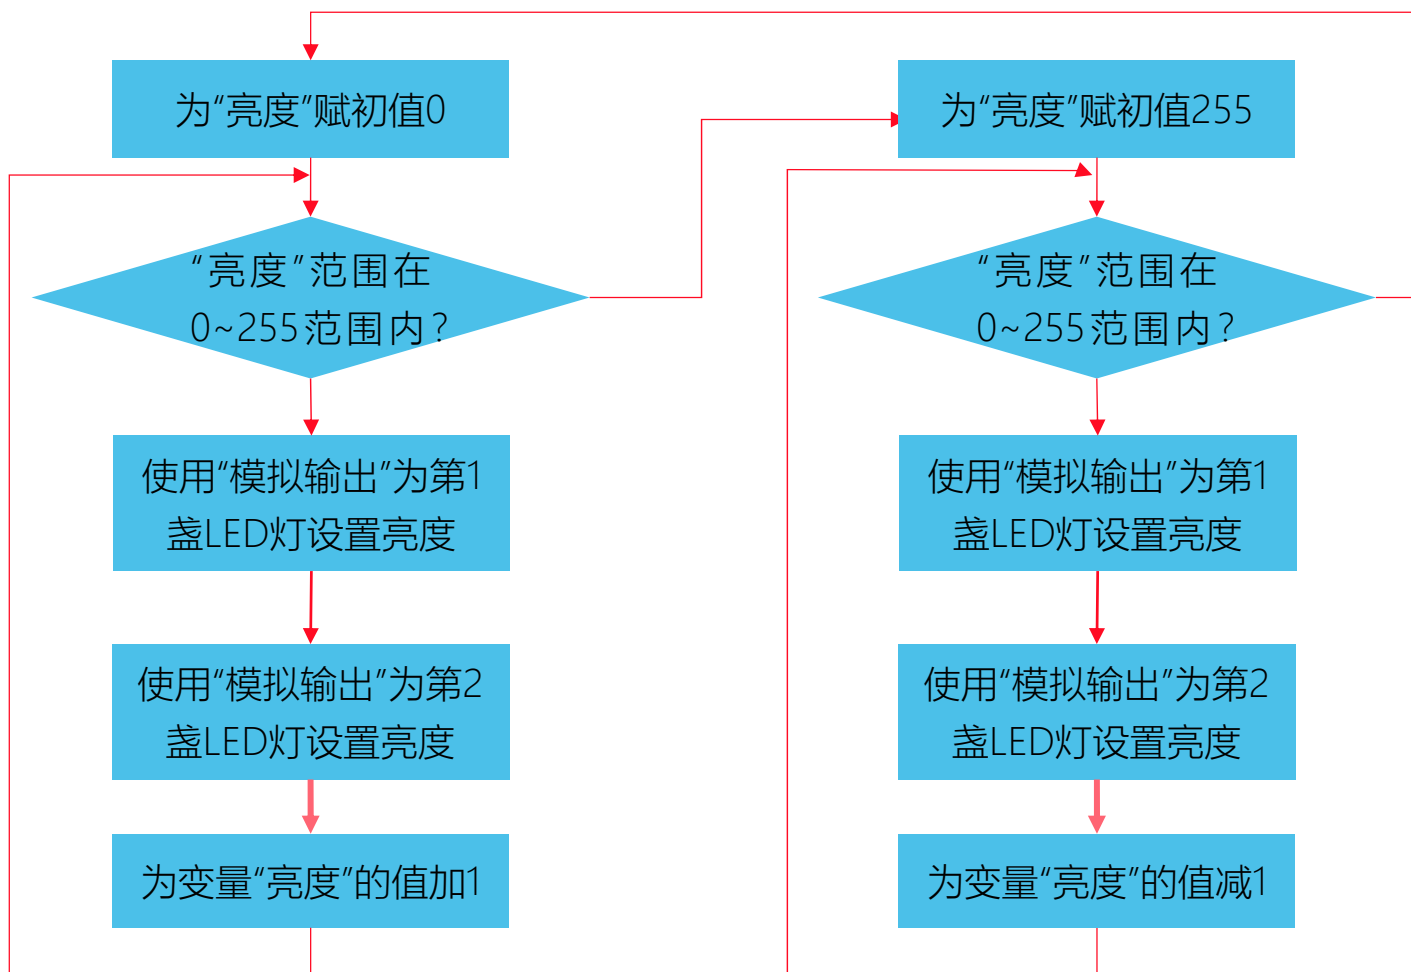 为“亮度”赋初值0
“亮度”范围在
0~255范围内?
使用“模拟输出”为第1
盏LED灯设置亮度
使用“模拟输出”为第2
盏LED灯设置亮度
为变量“亮度”的值加1
为“亮度”赋初值255
“亮度”范围在
0~255范围内?
使用“模拟输出”为第1
盏LED灯设置亮度
使用“模拟输出”为第2
盏LED灯设置亮度
为变量“亮度”的值减1